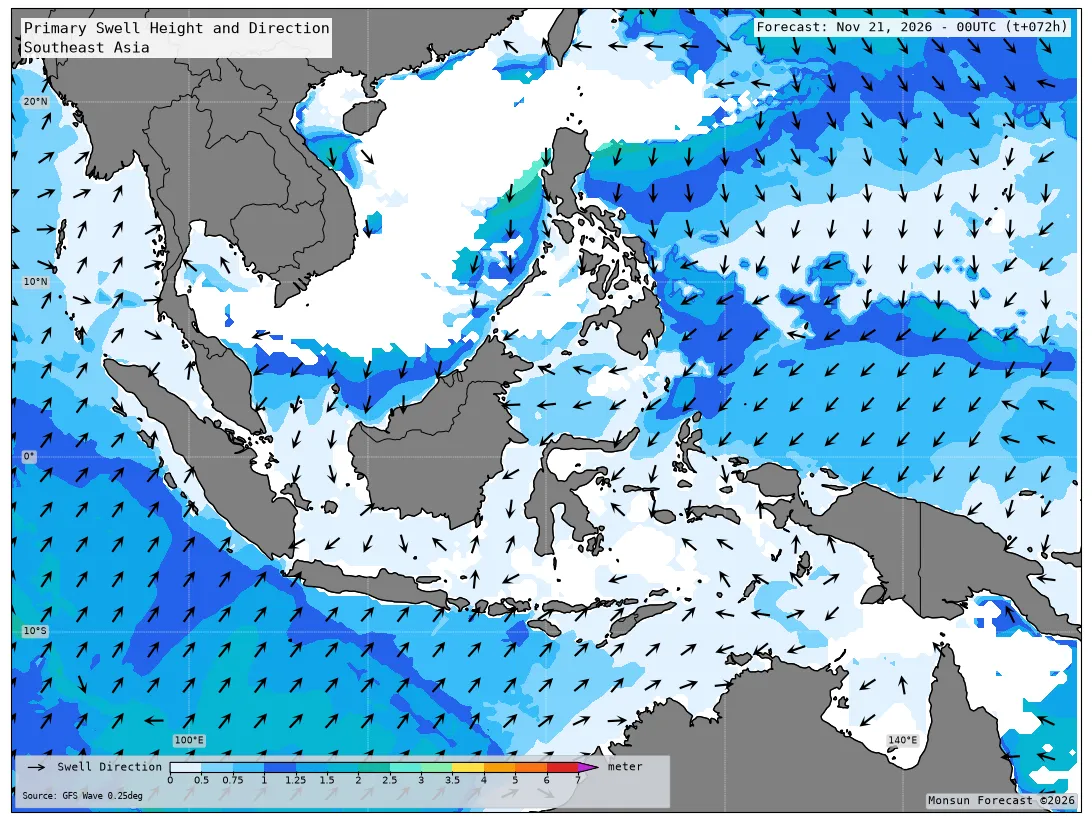 Primary Swell Height and Direction
Southeast Asia
Forecast: Nov 21, 2026 - 00UTC (t+072h)
20°N
10°N
0°
10°S
100°E
140°E
Swell Direction
0 0.5 0.75 1 1.25 1.5 2 2.5 3 3.5 4 5 6 7
meter
Source: GFS Wave 0.25deg
Monsun Forecast ©2026